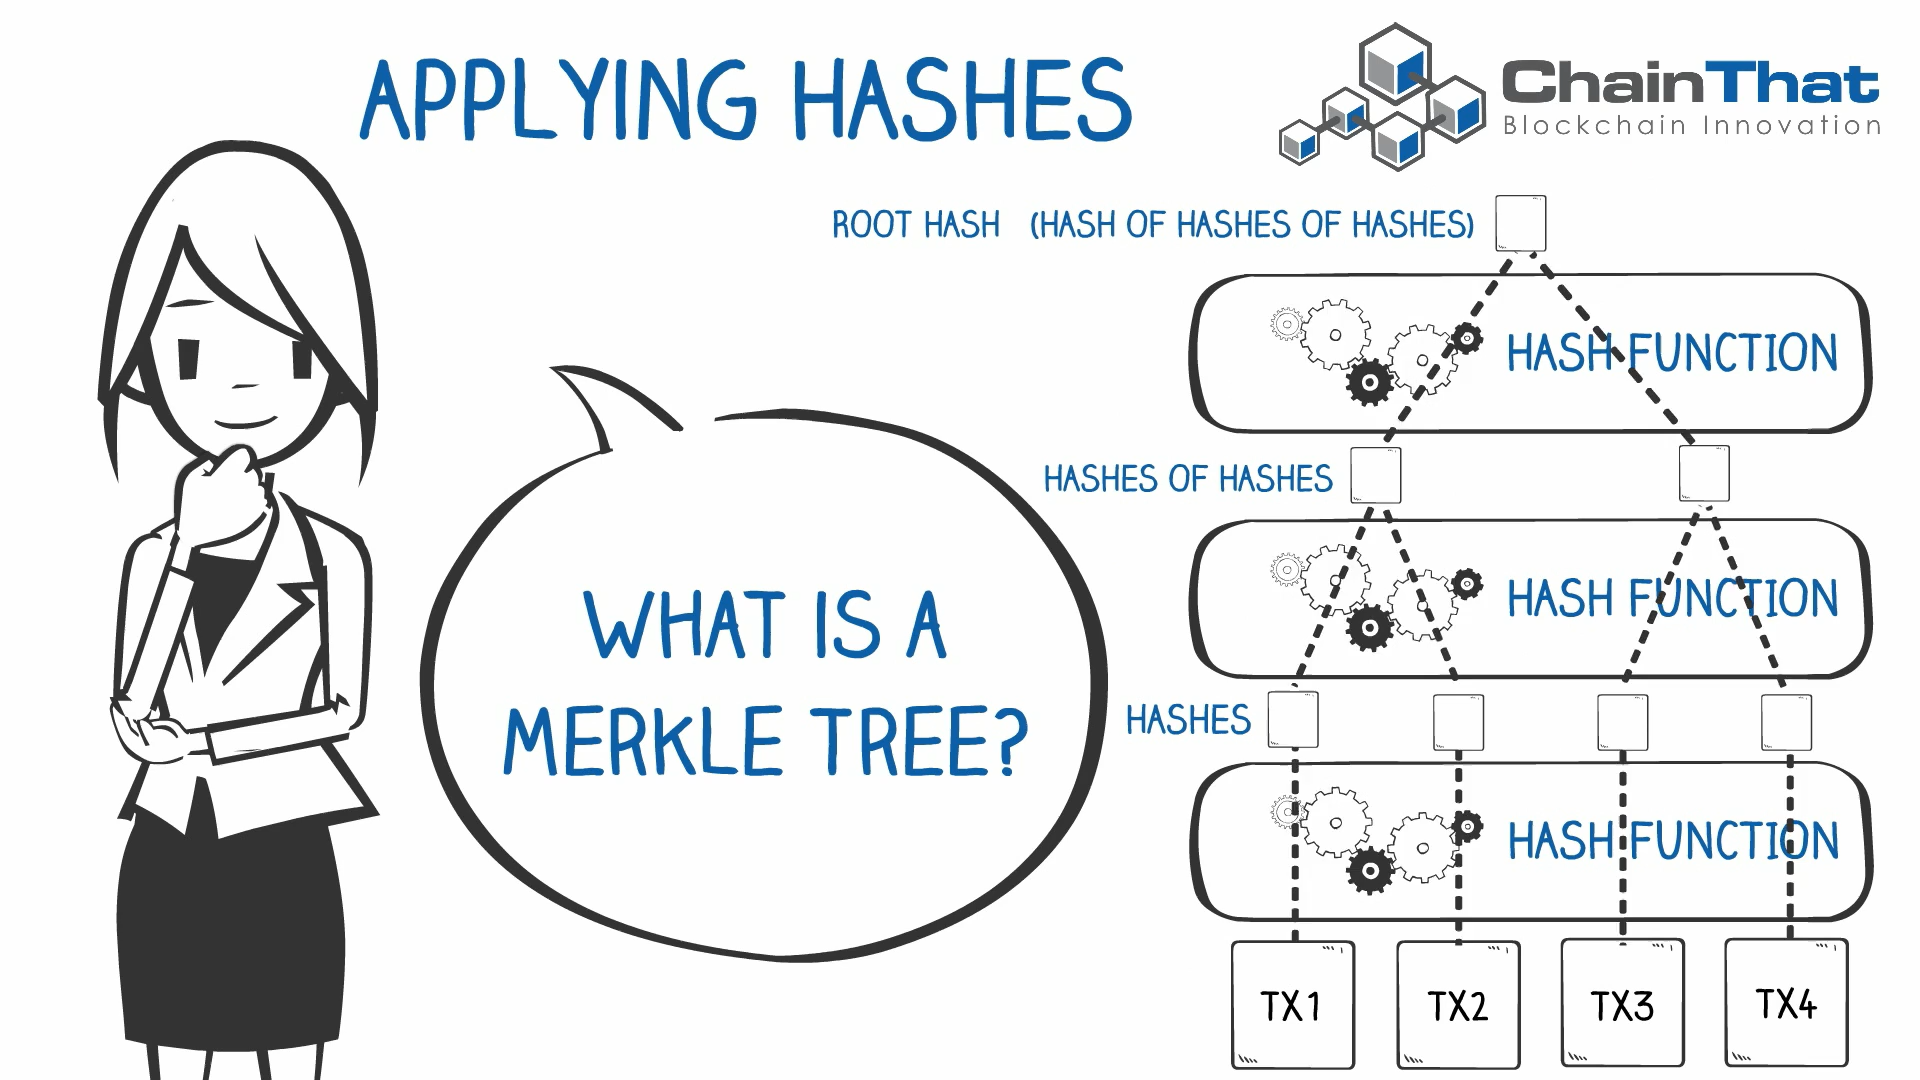 APPLYING HASHES
ChainThat
Blockchain Innovation
ROOT HASH (HASH OF HASHES OF HASHES)
HASH FUNCTION
HASHES OF HASHES
HASH FUNCTION
WHAT IS A
MERKLE TREE?
HASHES
HASH FUNCTION
TX1
TX2
TX3
TX4